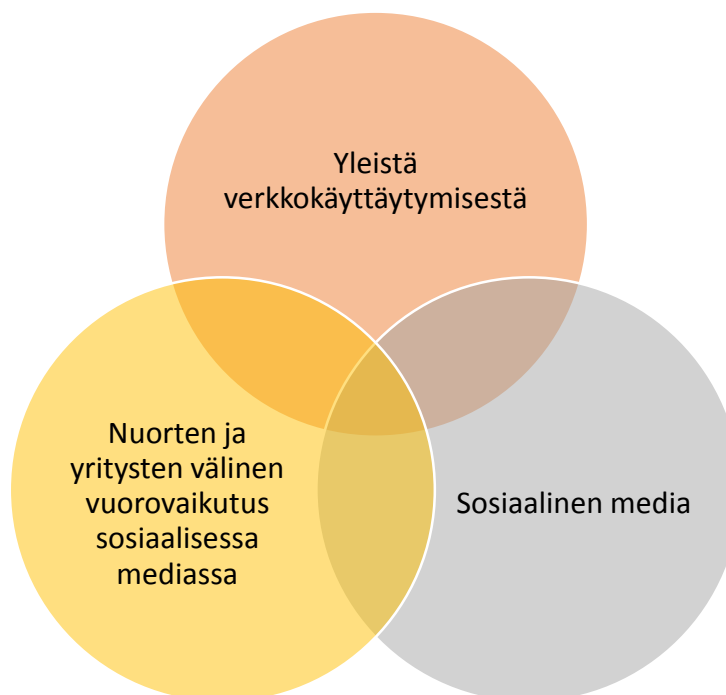 Yleistä
verkkokäyttäytymisestä
Nuorten ja
yritysten välinen
vuorovaikutus
sosiaalisessa
mediassa
Sosiaalinen media